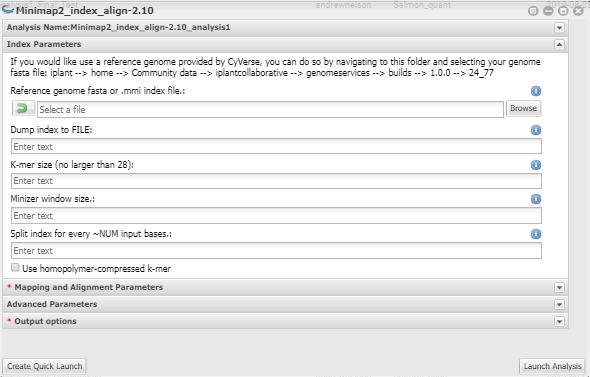 andrewnelson Salmon_quant
Minimap2_index_align-2.10
Analysis Name:Minimap2_index_align-2.10_analysis1
Index Parameters
If you would like use a reference genome provided by CyVerse, you can do so by navigating to this folder and selecting your genome
fasta file: iplant --> home --> Community data --> iplantcollaborative --> genomeservices --> builds --> 1.0.0 --> 24_77
Reference genome fasta or .mmi index file.:
Select a file Browse
Dump index to FILE:
Enter text
K-mer size (no larger than 28):
Enter text
Minizer window size.:
Enter text
Split index for every ~NUM input bases.:
Enter text
Use homopolymer-compressed k-mer
* Mapping and Alignment Parameters
Advanced Parameters
* Output options
Create Quick Launch Launch Analysis